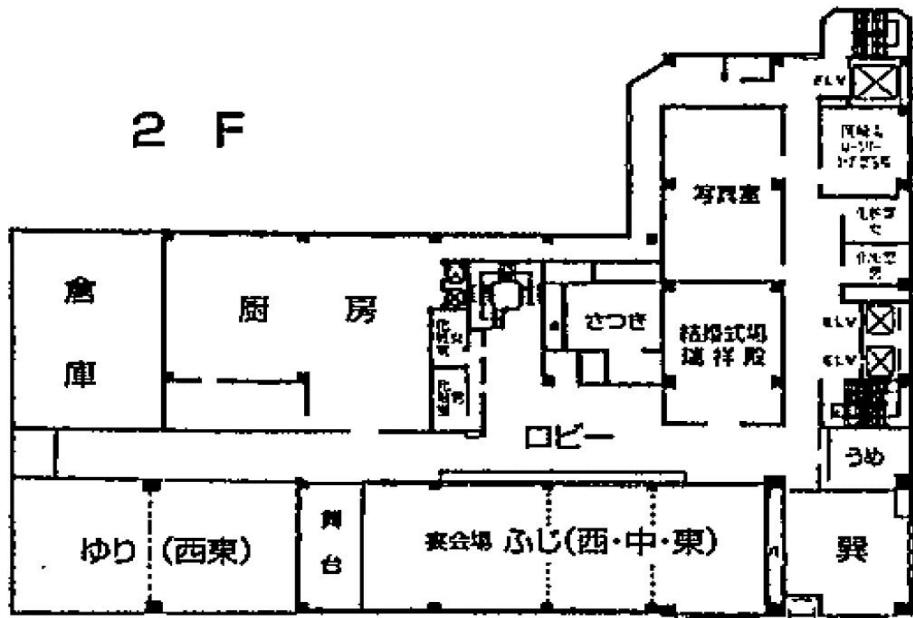 2 F
ELV
写真室
倉庫
厨房
さつき
結婚式場
瑞祥殿
ELV
ELV
ロビー
うめ
ゆり (西東)
舞台
宴会場 ふじ(西・中・東)
巽